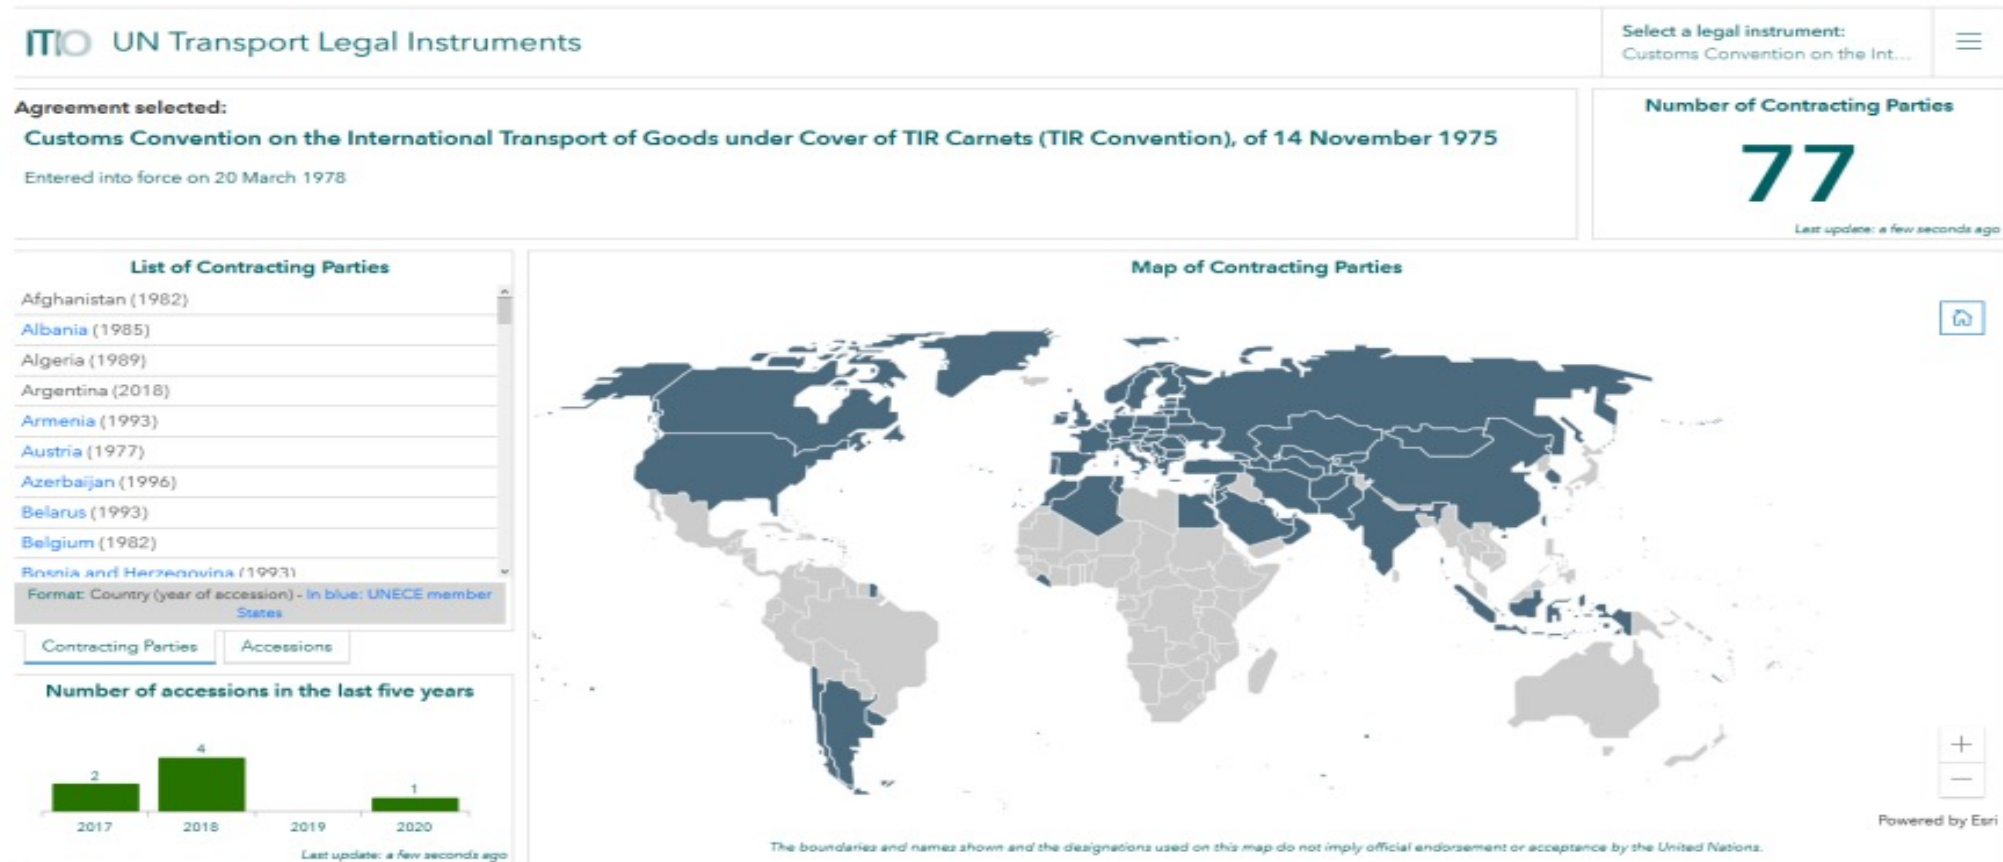 ITIO UN Transport Legal Instruments
Select a legal instrument:
Customs Convention on the Int...
Agreement selected:
Customs Convention on the International Transport of Goods under Cover of TIR Carnets (TIR Convention), of 14 November 1975
Entered into force on 20 March 1978
Number of Contracting Parties
77
Last update: a few seconds ago
List of Contracting Parties
Afghanistan (1982)
Albania (1985)
Algeria (1989)
Argentina (2018)
Armenia (1993)
Austria (1977)
Azerbaijan (1996)
Belarus (1993)
Belgium (1982)
Bosnia and Herzegovina (1993)
Format: Country (year of accession) - In blue: UNECE member
States
Contracting Parties
Accessions
Number of accessions in the last five years
2
4
1
2017
2018
2019
2020
Last update: a few seconds ago
Map of Contracting Parties
+
−
Powered by Esri
The boundaries and names shown and the designations used on this map do not imply official endorsement or acceptance by the United Nations.